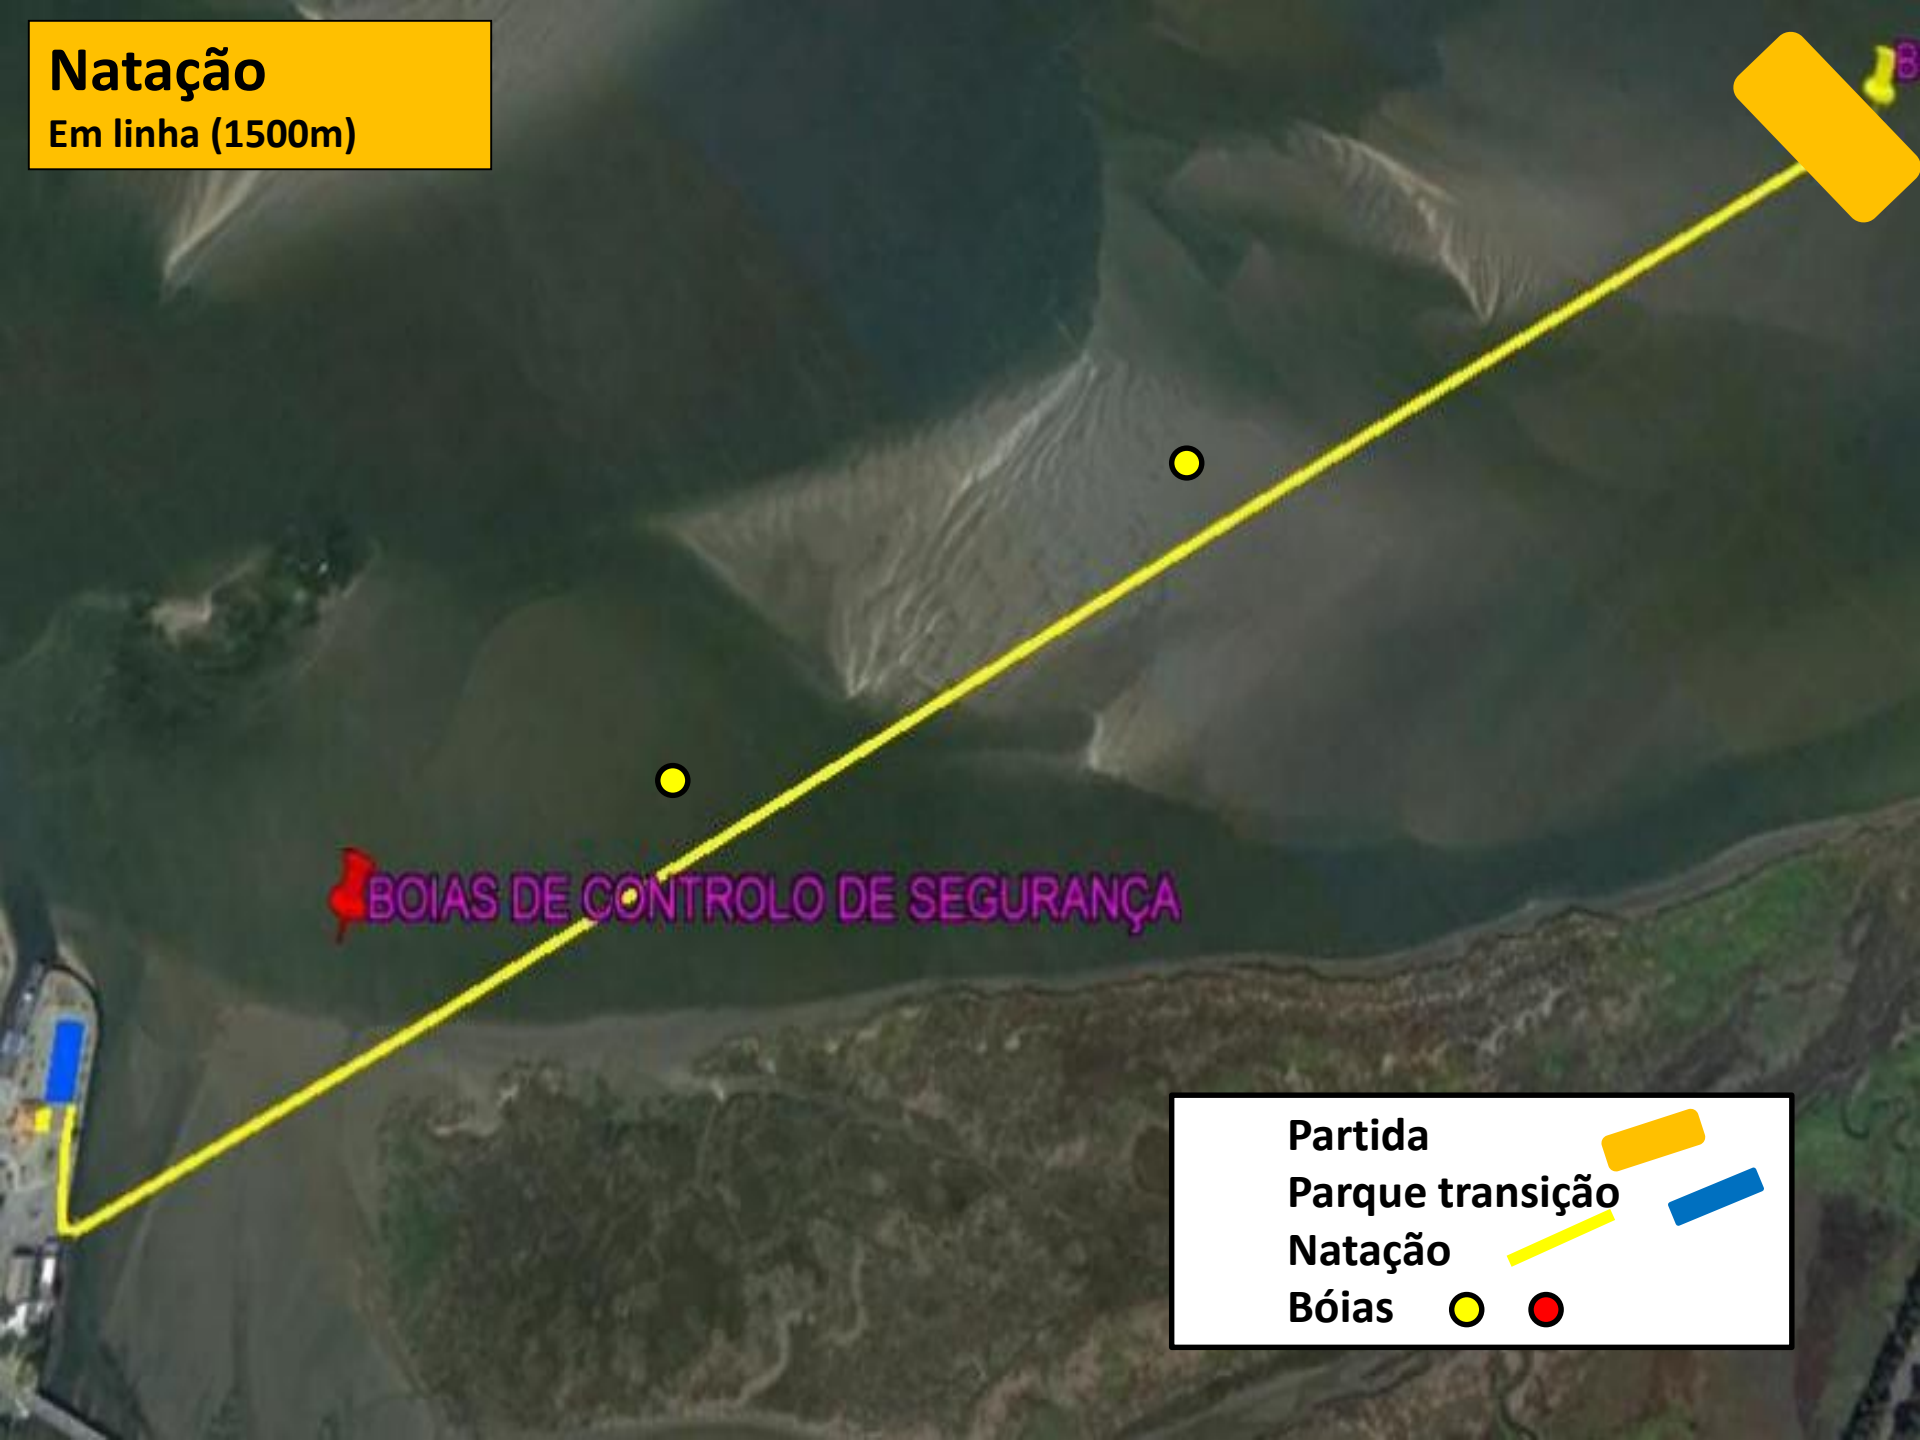 Natação
Em linha (1500m)
B
BOIAS DE CONTROLO DE SEGURANÇA
Partida
Parque transição
Natação
Bóias